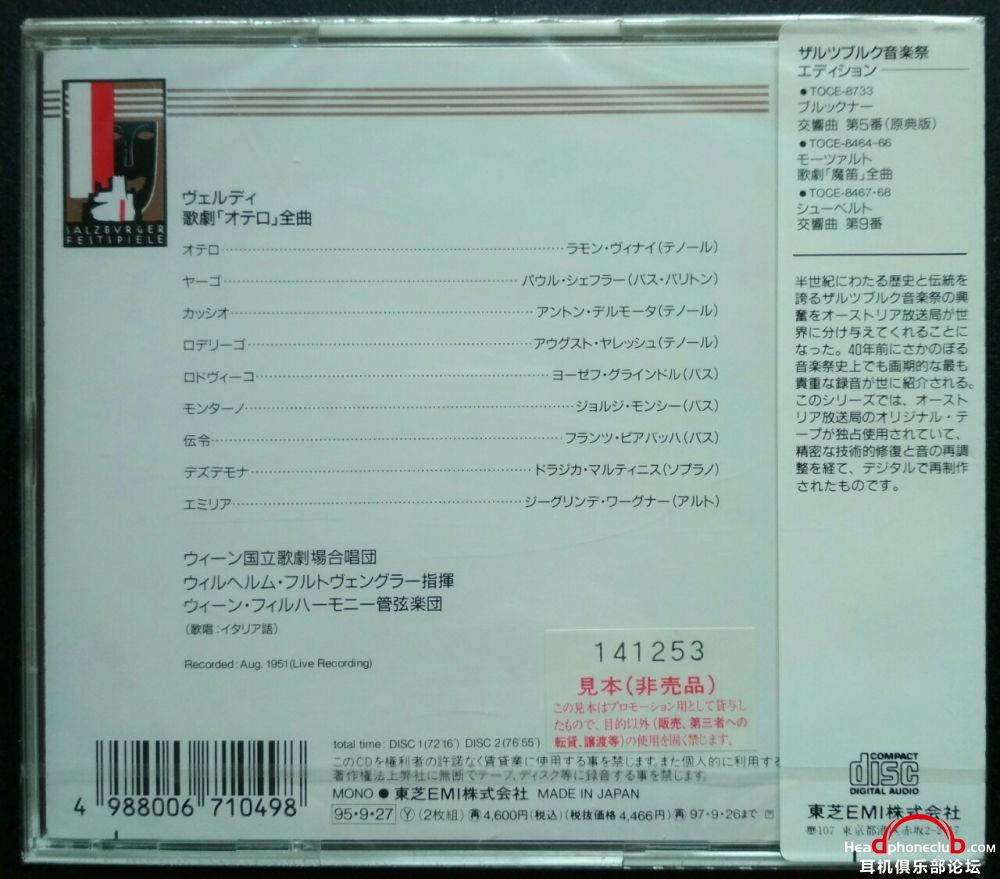 SALZBURGER
FESTSPIELE
ヴェルディ
歌劇「オテロ」全曲
オテロ……ラモン・ヴィナイ(テノール)
ヤーゴ……パウル・シェフラー(バス・バリトン)
カッシオ……アントン・デルモータ(テノール)
ロデリーゴ……アウグスト・ヤレッシュ(テノール)
ロドヴィーコ……ヨーゼフ・グラインドル(バス)
モンターノ……ジョルジ・モンシー(バス)
伝令……フランツ・ビアバッハ(バス)
デズデモナ……ドラジカ・マルティニス(ソプラノ)
エミリア……ジークリンデ・ワーグナー(アルト)
ウィーン国立歌劇場合唱団
ウィルヘルム・フルトヴェングラー指揮
ウィーン・フィルハーモニー管弦楽団
(歌唱:イタリア語)
Recorded: Aug. 1951(Live Recording)
141253
見本(非売品)
この見本はプロモーション用として貸与し
たもので、目的以外(販売、第三者への
転貸、譲渡等)の使用を固く禁じます。
total time: DISC 1(72'16") DISC 2(76'55")
このCDを権利者の許諾なく賃貸業に使用する事を禁じます。また個人的に利用する
著作権法上弊社に無断でテープ、ディスク等に録音する事を禁じます。
MONO ● 東芝EMI株式会社 MADE IN JAPAN
95・9・27 Ⓨ (2枚組) 再 4,600円(税込)(税抜価格 4,466円) 再 97・9・26まで
4 988006 710498
ザルツブルク音楽祭
エディション
●TOCE-8733
ブルックナー
交響曲 第5番(原典版)
●TOCE-8464-66
モーツァルト
歌劇「魔笛」全曲
●TOCE-8467・68
シューベルト
交響曲 第9番
半世紀にわたる歴史と伝統を
誇るザルツブルク音楽祭の興
奮をオーストリア放送局が世
界に分け与えてくれることに
なった。40年前にさかのぼる
音楽祭史上でも画期的な最も
貴重な録音が世に紹介される。
このシリーズでは、オースト
リア放送局のオリジナル・テ
ープが独占使用されていて、
精密な技術的修復と音の再調
整を経て、デジタルで再制作
されたものです。
COMPACT
disc
DIGITAL AUDIO
東芝EMI株式会社
〒107 東京都港区赤坂2-2-17
Headphoneclub.com
耳机俱乐部论坛